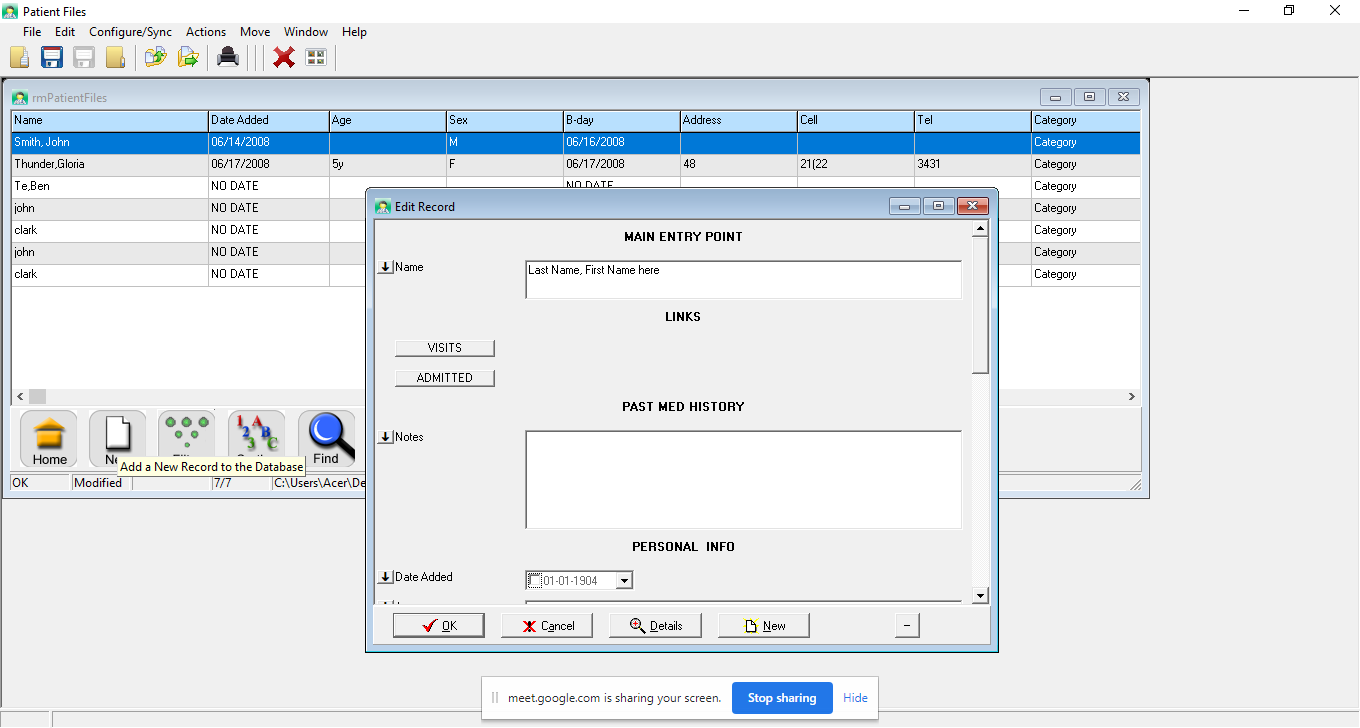 Patient Files
File Edit Configure/Sync Actions Move Window Help
rmPatientFiles
Name Date Added Age Sex B-day Address Cell Tel Category
Smith, John 06/14/2008 M 06/16/2008 Category
Thunder,Gloria 06/17/2008 5y F 06/17/2008 48 21(22 3431 Category
Te,Ben NO DATE NO DATE Category
john NO DATE Category
clark NO DATE Category
john NO DATE Category
clark NO DATE Category
Edit Record
MAIN ENTRY POINT
Name
Last Name, First Name here
LINKS
VISITS
ADMITTED
PAST MED HISTORY
Notes
PERSONAL INFO
Date Added
01-01-1904
OK Cancel Details New
Home Find
Add a New Record to the Database
OK Modified 7/7 C:\Users\Acer\De
meet.google.com is sharing your screen. Stop sharing Hide